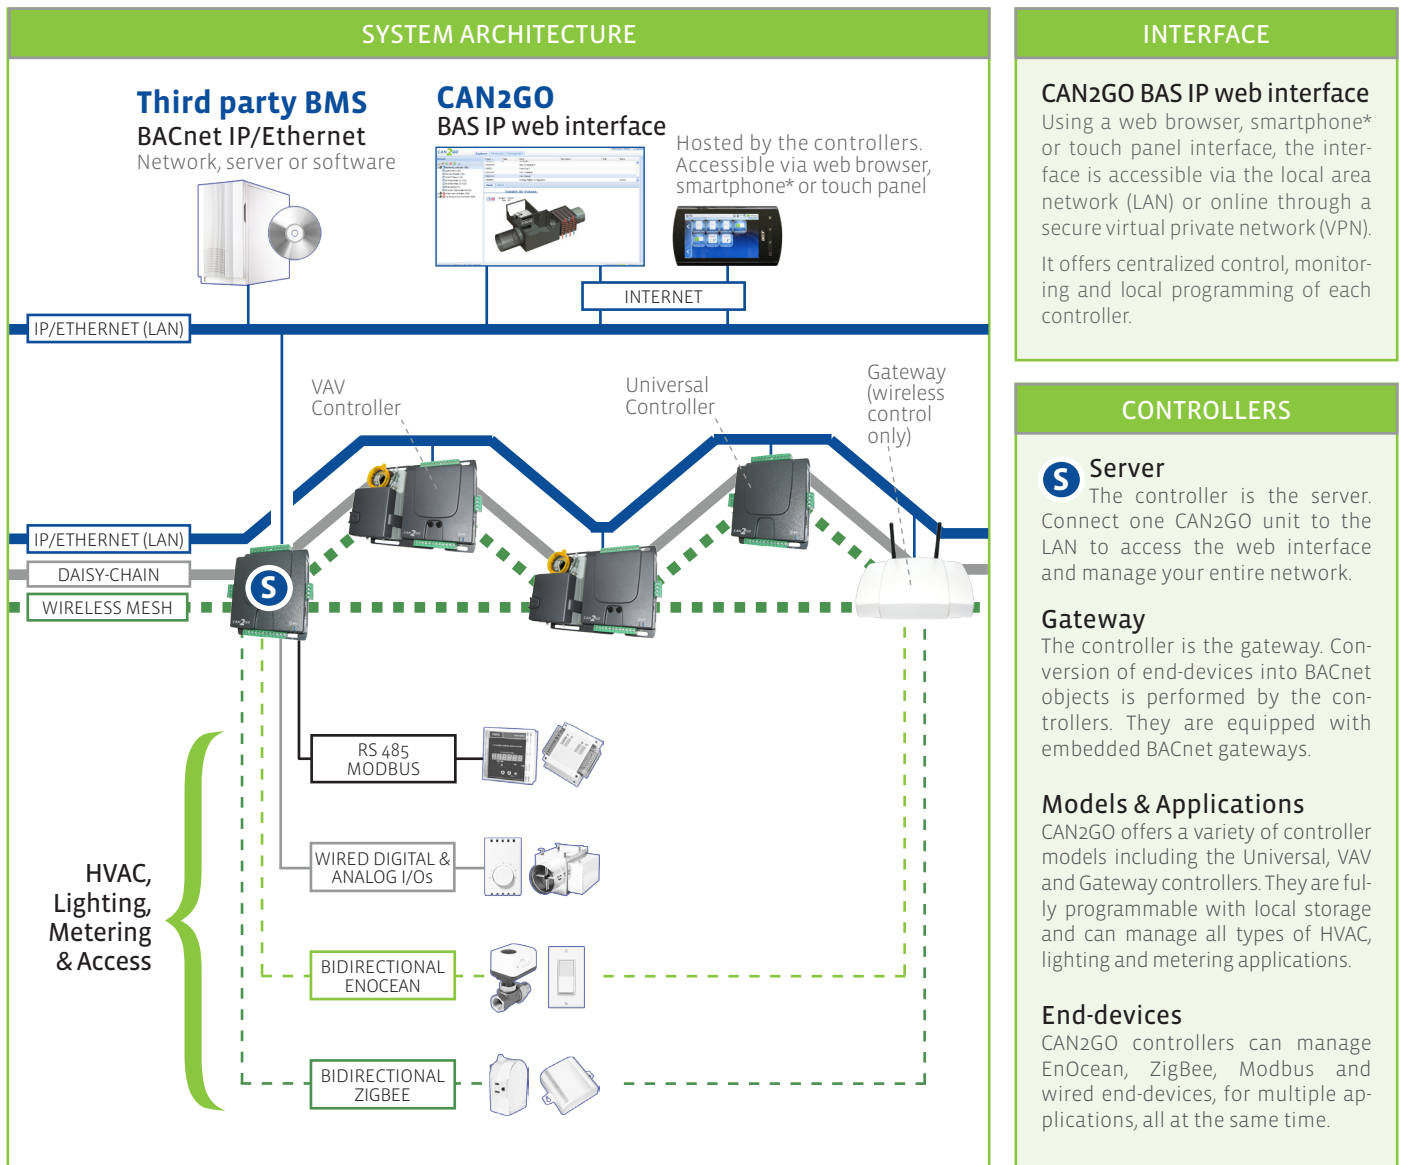 SYSTEM ARCHITECTURE
Third party BMS
BACnet IP/Ethernet
Network, server or software
CAN2GO
BAS IP web interface
Hosted by the controllers.
Accessible via web browser,
smartphone* or touch panel
INTERNET
IP/ETHERNET (LAN)
VAV
Controller
Universal
Controller
Gateway
(wireless
control
only)
IP/ETHERNET (LAN)
DAISY-CHAIN
WIRELESS MESH
S
HVAC,
Lighting,
Metering
& Access
RS 485
MODBUS
WIRED DIGITAL &
ANALOG I/Os
BIDIRECTIONAL
ENOCEAN
BIDIRECTIONAL
ZIGBEE
INTERFACE
CAN2GO BAS IP web interface
Using a web browser, smartphone*
or touch panel interface, the inter-
face is accessible via the local area
network (LAN) or online through a
secure virtual private network (VPN).
It offers centralized control, monitor-
ing and local programming of each
controller.
CONTROLLERS
S Server
The controller is the server.
Connect one CAN2GO unit to the
LAN to access the web interface
and manage your entire network.
Gateway
The controller is the gateway. Con-
version of end-devices into BACnet
objects is performed by the con-
trollers. They are equipped with
embedded BACnet gateways.
Models & Applications
CAN2GO offers a variety of controller
models including the Universal, VAV
and Gateway controllers. They are ful-
ly programmable with local storage
and can manage all types of HVAC,
lighting and metering applications.
End-devices
CAN2GO controllers can manage
EnOcean, ZigBee, Modbus and
wired end-devices, for multiple ap-
plications, all at the same time.